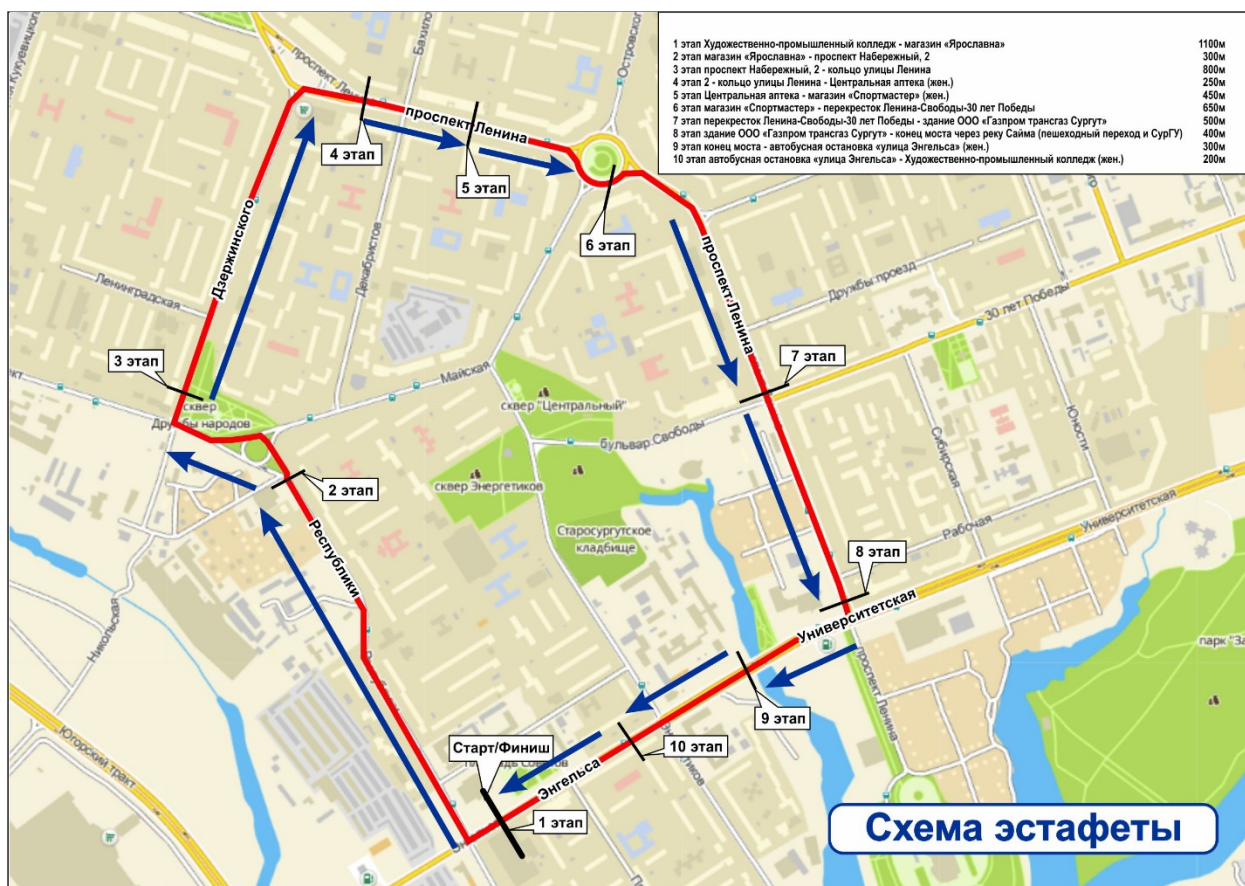 1 этап Художественно-промышленный колледж - магазин «Ярославна» 1100м
2 этап магазин «Ярославна» - проспект Набережный, 2 300м
3 этап проспект Набережный, 2 - кольцо улицы Ленина 800м
4 этап 2 - кольцо улицы Ленина - Центральная аптека (жен.) 250м
5 этап Центральная аптека - магазин «Спортмастер» (жен.) 450м
6 этап магазин «Спортмастер» - перекресток Ленина-Свободы-30 лет Победы 650м
7 этап перекресток Ленина-Свободы-30 лет Победы - здание ООО «Газпром трансгаз Сургут» 500м
8 этап здание ООО «Газпром трансгаз Сургут» - конец моста через реку Сайма (пешеходный переход и СурГУ) 400м
9 этап конец моста - автобусная остановка «улица Энгельса» (жен.) 300м
10 этап автобусная остановка «улица Энгельса» - Художественно-промышленный колледж (жен.) 200м
Островского
проспект Ленина
4 этап
5 этап
6 этап
Дзержинского
Ленинградская
Декабристов
проспект Ленина
Дружбы проезд
30 лет Победы
3 этап
7 этап
Майская
сквер
Дружбы народов
сквер "Центральный"
бульвар Свободы
Юности
Сибирская
2 этап
сквер Энергетиков
Университетская
Республики
Старосургутское
кладбище
Рабочая
8 этап
Никольская
Университетская
проспект Ленина
9 этап
Югорский тракт
10 этап
Старт/Финиш
Энгельса
1 этап
Схема эстафеты